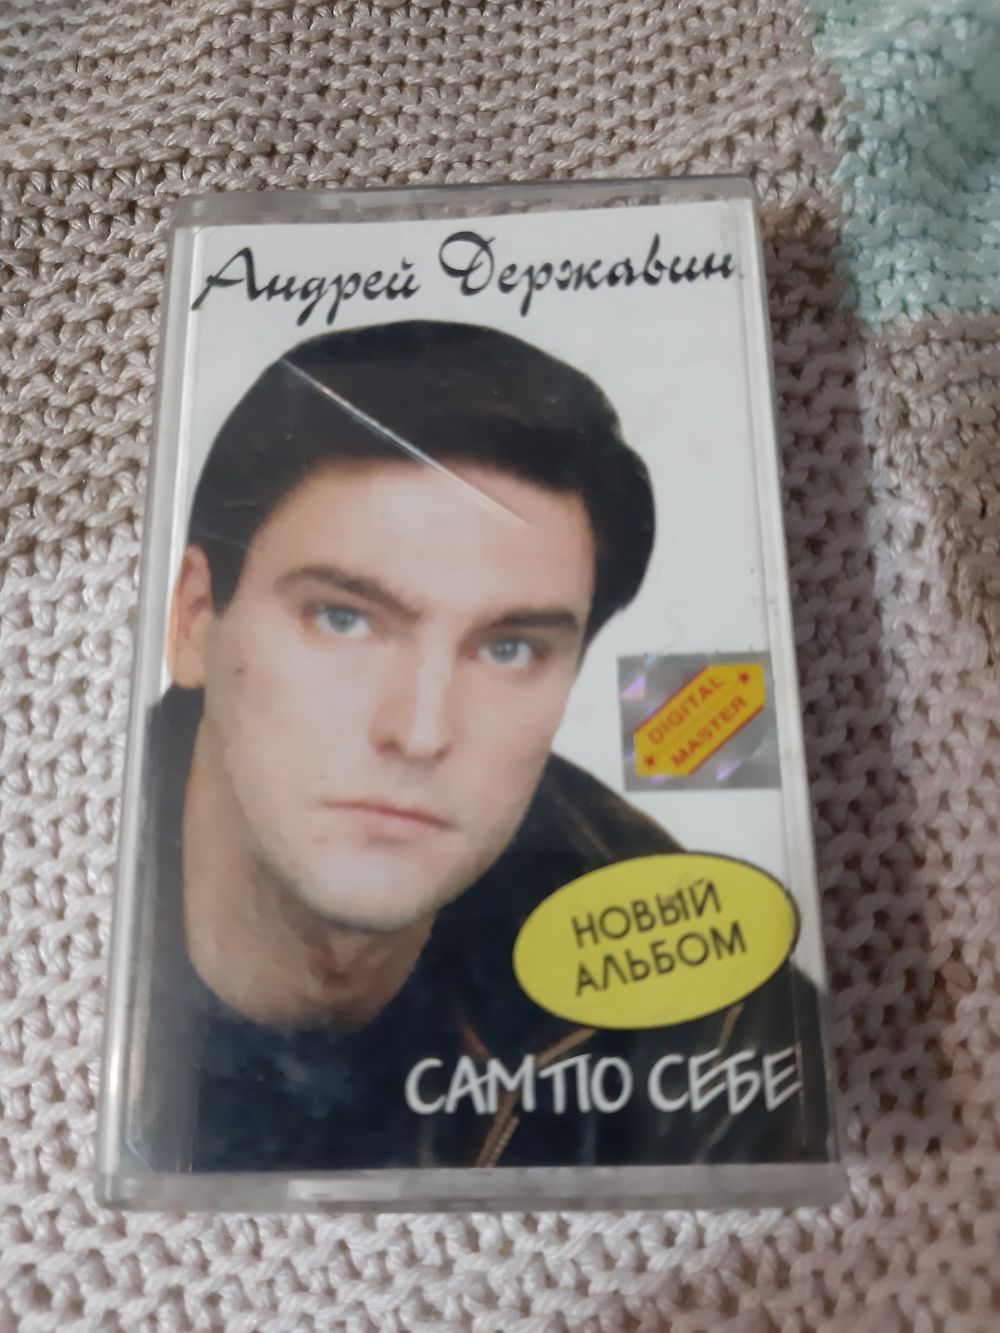 Андрей Державин
DIGITAL
MASTER
НОВЫЙ
АЛЬБОМ
САМ ПО СЕБЕ